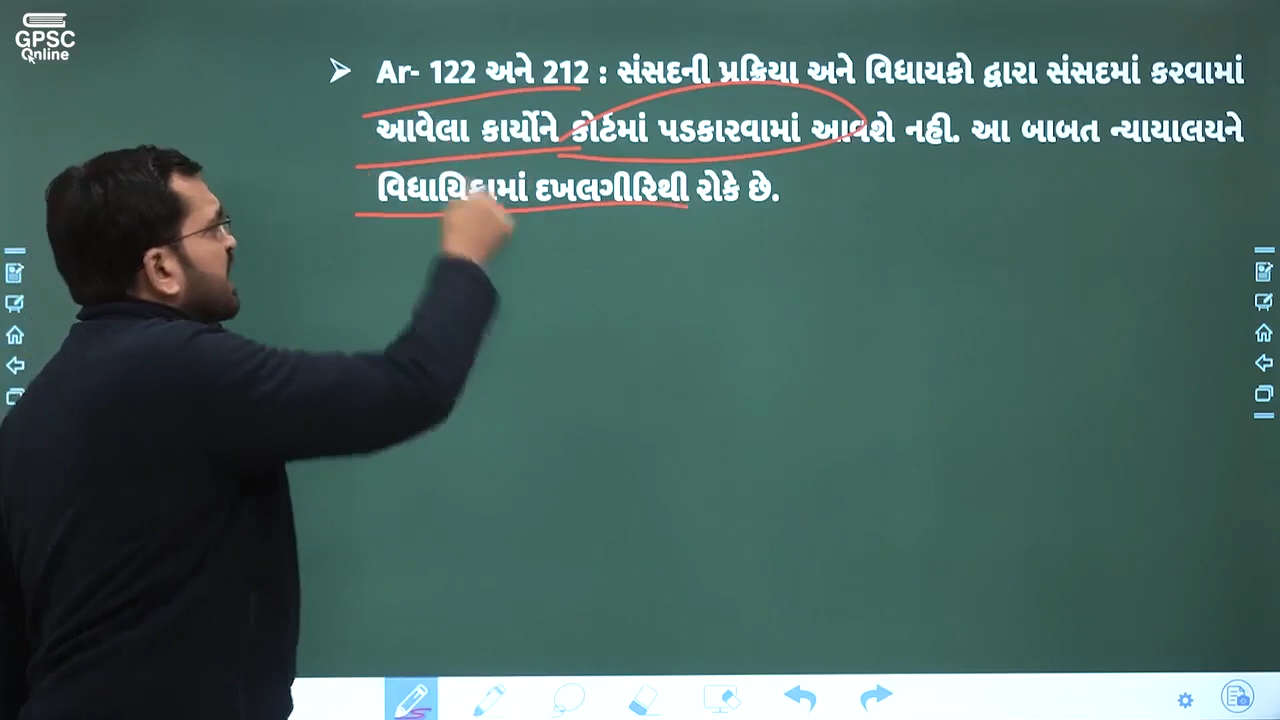 GPSC
Online
Ar- 122 અને 212 : સંસદની પ્રક્રિયા અને વિધાયકો દ્વારા સંસદમાં કરવામાં
આવેલા કાર્યોને કોર્ટમાં પડકારવામાં આવશે નહી. આ બાબત ન્યાયાલયને
વિધાયિકામાં દખલગીરિથી રોકે છે.